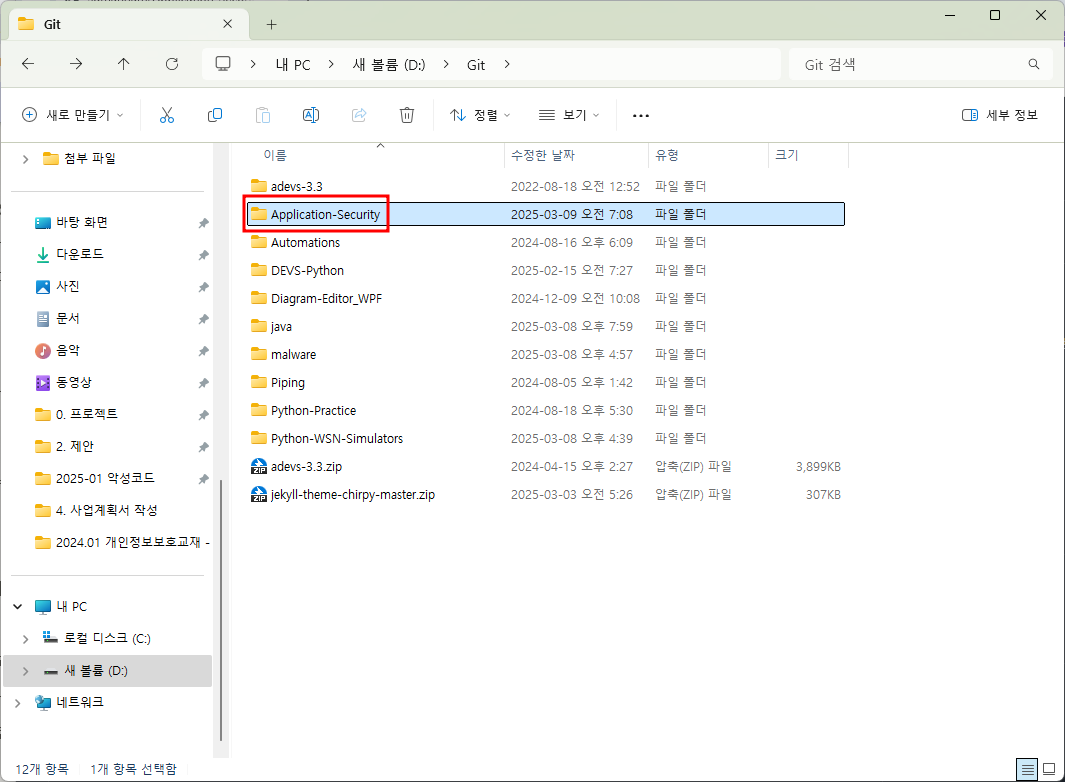 Git
내 PC > 새 볼륨 (D:) > Git >
Git 검색
새로 만들기
정렬
보기
세부 정보
첨부 파일
바탕 화면
다운로드
사진
문서
음악
동영상
0. 프로젝트
2. 제안
2025-01 악성코드
4. 사업계획서 작성
2024.01 개인정보보호교재 -
내 PC
로컬 디스크 (C:)
새 볼륨 (D:)
네트워크
이름 수정한 날짜 유형 크기
adevs-3.3 2022-08-18 오전 12:52 파일 폴더
Application-Security 2025-03-09 오전 7:08 파일 폴더
Automations 2024-08-16 오후 6:09 파일 폴더
DEVS-Python 2025-02-15 오전 7:27 파일 폴더
Diagram-Editor_WPF 2024-12-09 오전 10:08 파일 폴더
java 2025-03-08 오후 7:59 파일 폴더
malware 2025-03-08 오후 4:57 파일 폴더
Piping 2024-08-05 오후 1:42 파일 폴더
Python-Practice 2024-08-18 오후 5:30 파일 폴더
Python-WSN-Simulators 2025-03-08 오후 4:39 파일 폴더
adevs-3.3.zip 2024-04-15 오후 2:27 압축(ZIP) 파일 3,899KB
jekyll-theme-chirpy-master.zip 2025-03-03 오전 5:26 압축(ZIP) 파일 307KB
12개 항목
1개 항목 선택함